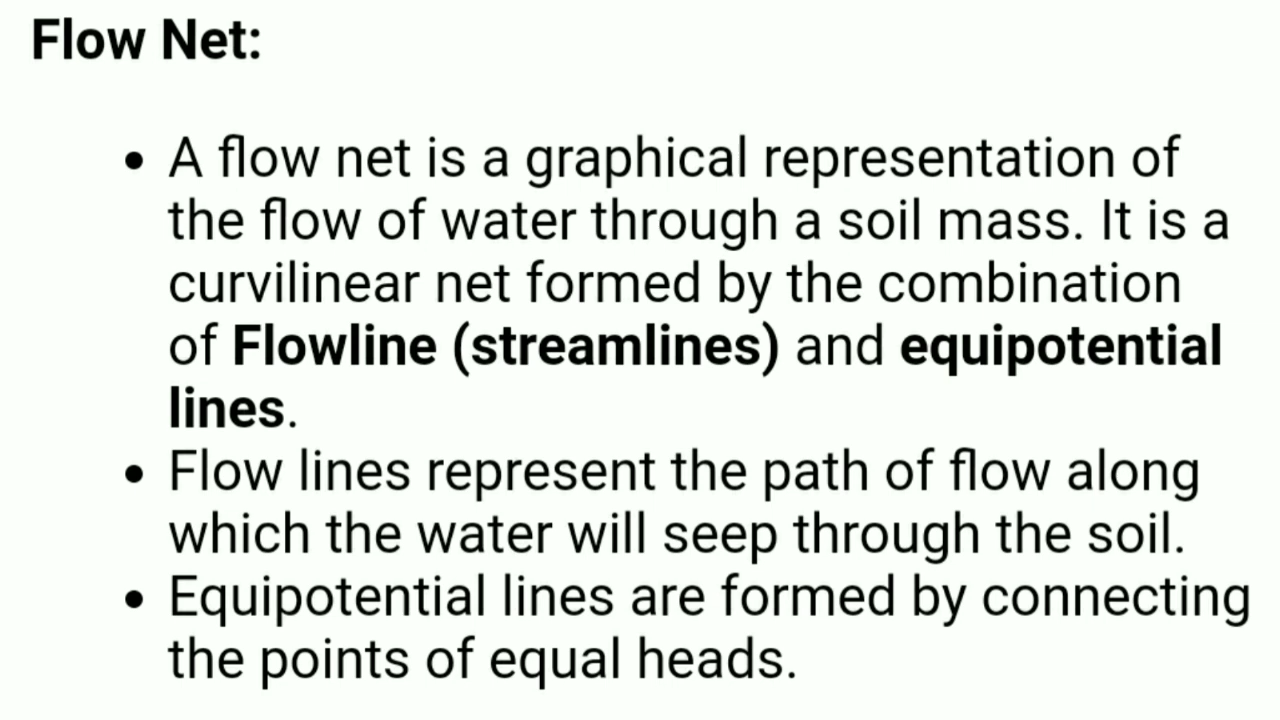 Flow Net:
• A flow net is a graphical representation of
the flow of water through a soil mass. It is a
curvilinear net formed by the combination
of Flowline (streamlines) and equipotential
lines.
• Flow lines represent the path of flow along
which the water will seep through the soil.
• Equipotential lines are formed by connecting
the points of equal heads.